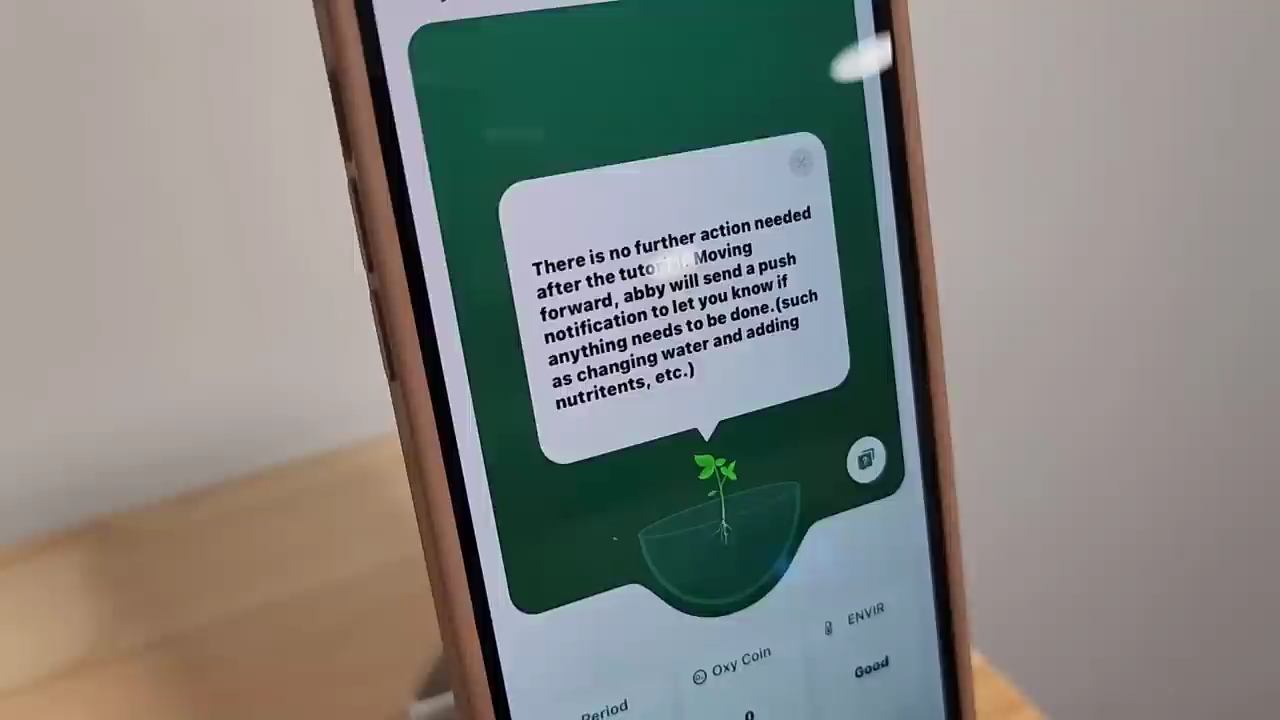 There is no further action needed
after the tutorial. Moving
forward, abby will send a push
notification to let you know if
anything needs to be done.(such
as changing water and adding
nutritents, etc.)
ENVIR
Oxy Coin
Good
Period
0